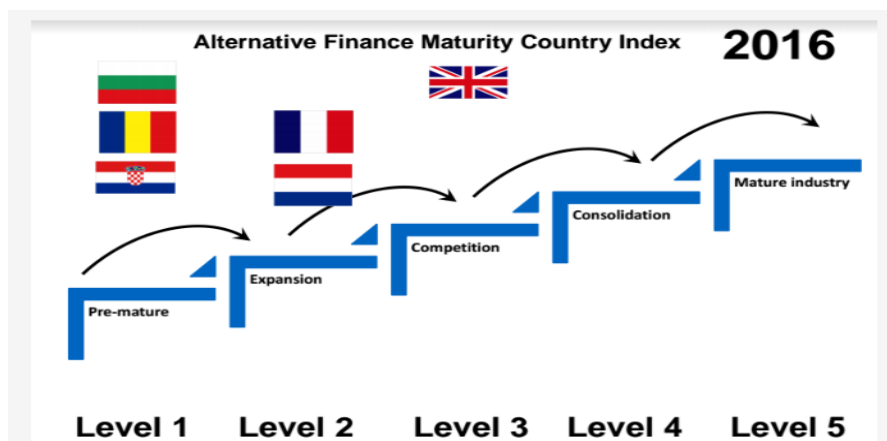 Alternative Finance Maturity Country Index 2016
Mature industry
Consolidation
Competition
Expansion
Pre-mature
Level 1 Level 2 Level 3 Level 4 Level 5